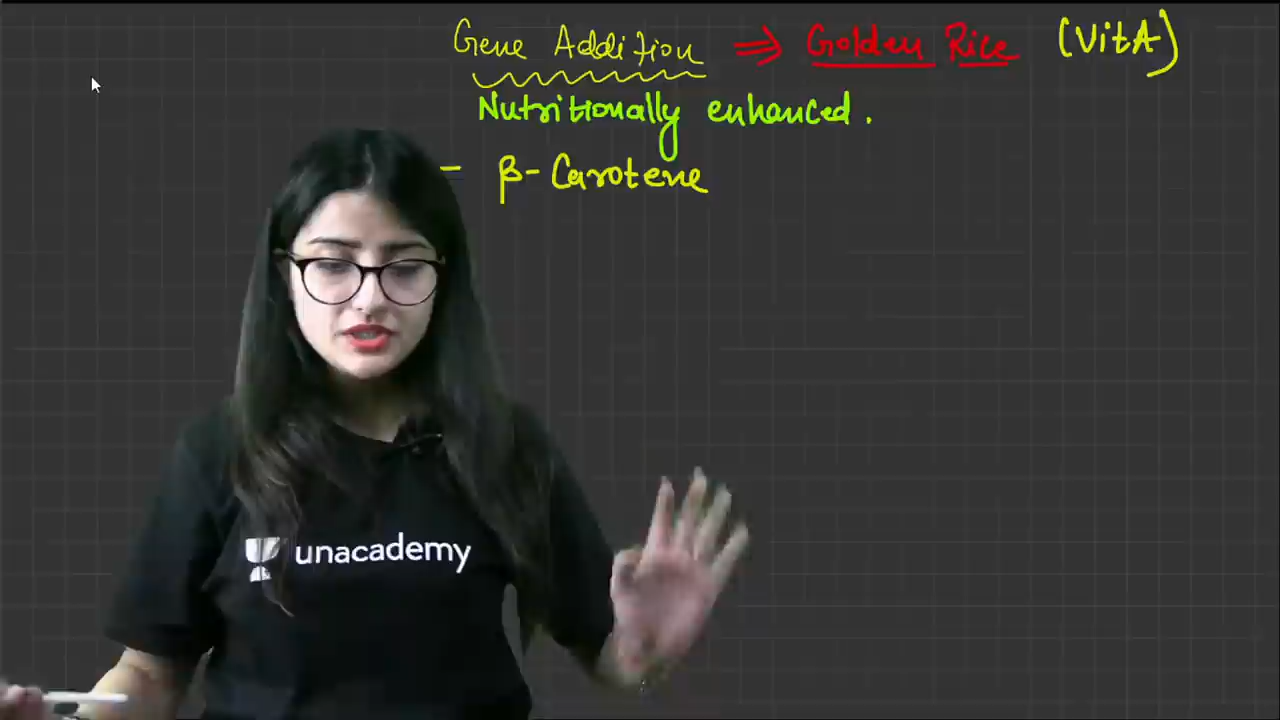 Gene Addition ⇒ Golden Rice (VitA)
Nutritionally enhanced.
- β-Carotene
unacademy